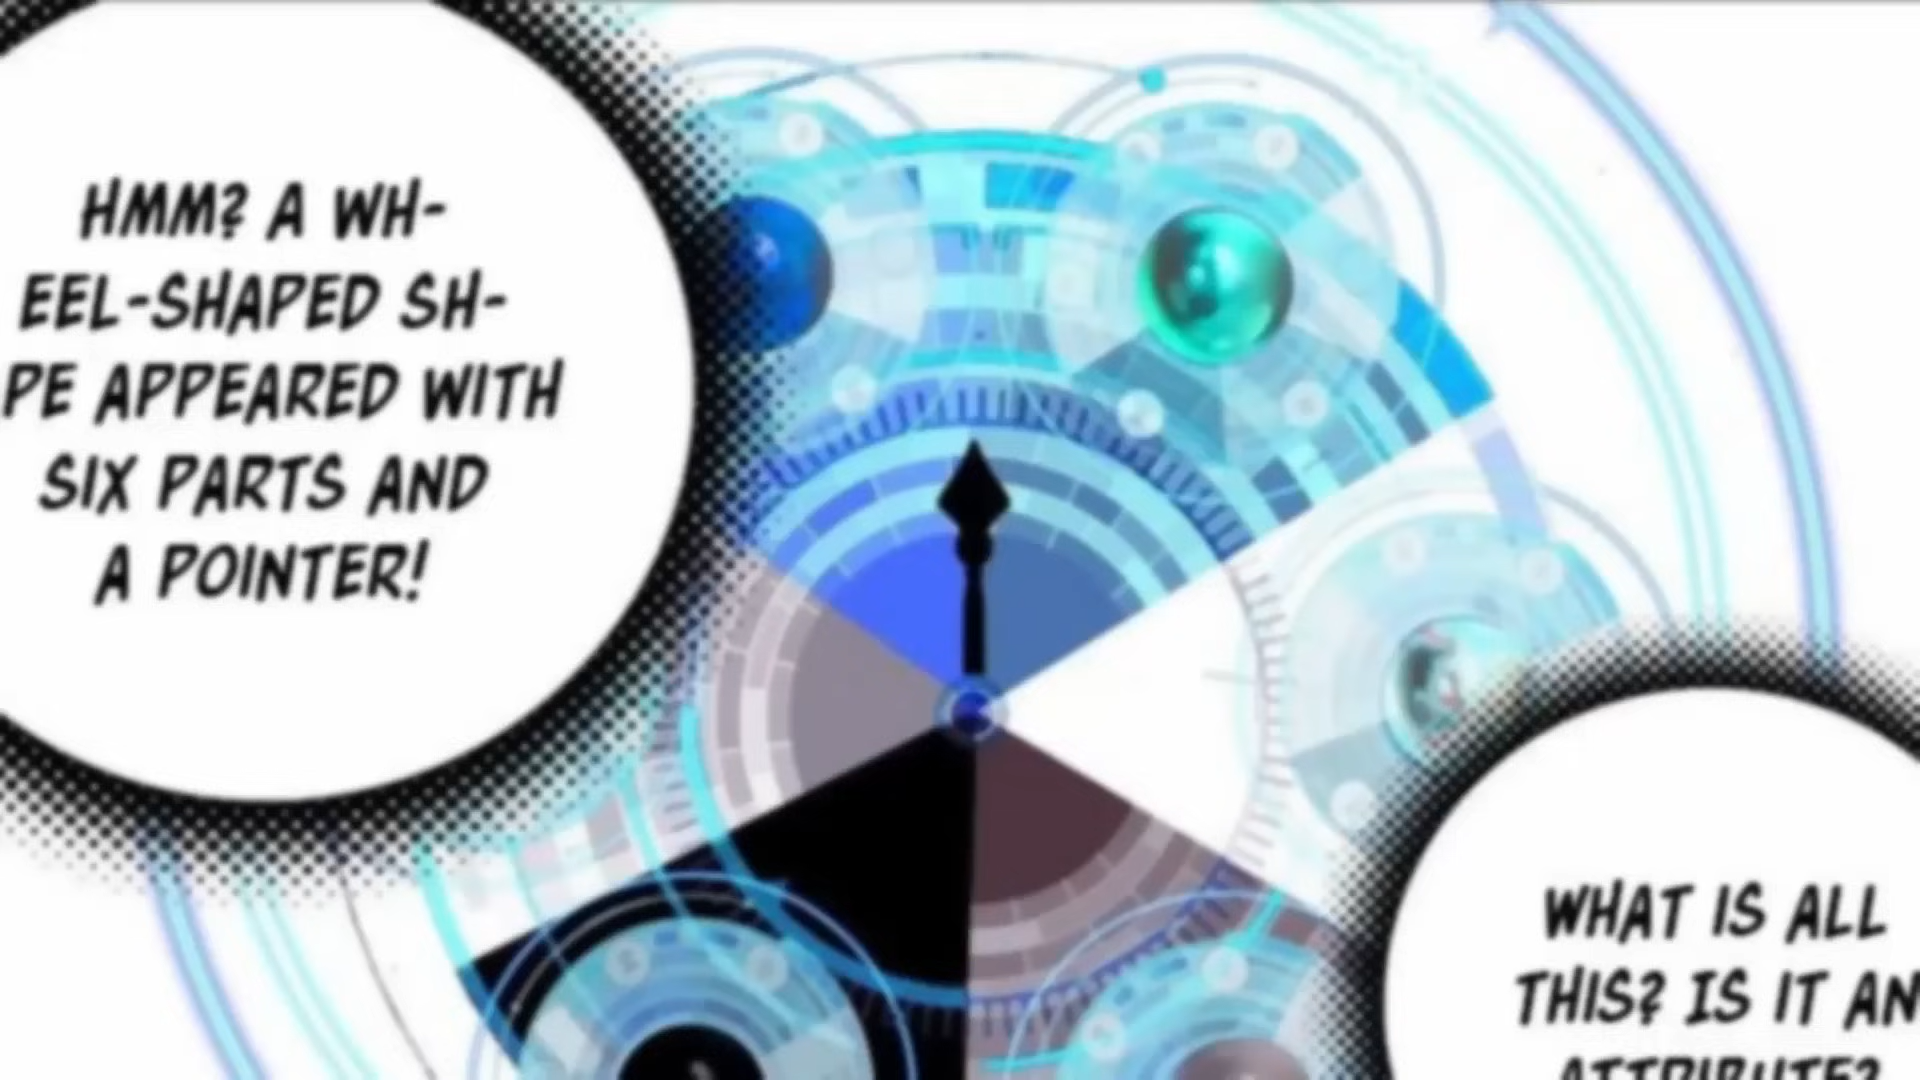 HMM? A WH-
EEL-SHAPED SH-
PE APPEARED WITH
SIX PARTS AND
A POINTER!
WHAT IS ALL
THIS? IS IT AN
ATTRIBUTE?